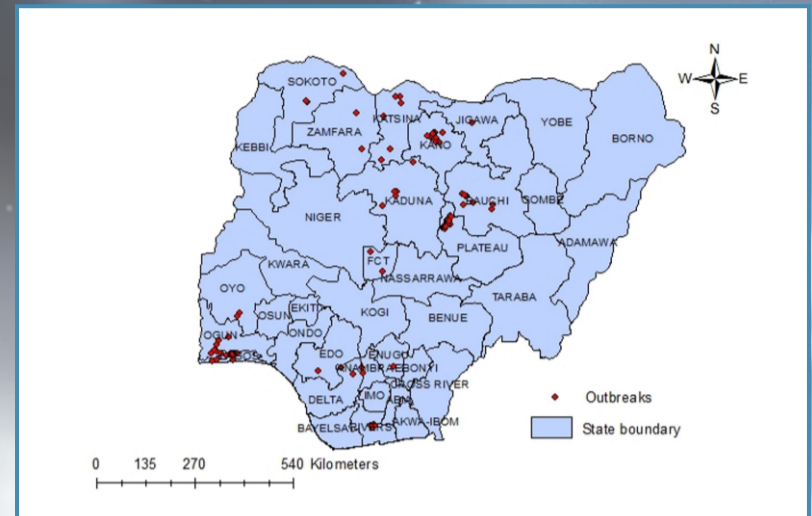 N
W E
S
SOKOTO
KATSINA
JIGAWA
YOBE
BORNO
ZAMFARA
KANO
KEBBI
KADUNA
BAUCHI
GOMBE
NIGER
ADAMAWA
PLATEAU
FCT
KWARA
NASSARRAWA
OYO
TARABA
KOGI
BENUE
OSUN
EKITI
OGUN
ONDO
EDO
ENUGU
ANAMBRA
EBONYI
CROSS RIVER
DELTA
IMO
BAYELSA
RIVERS
AKWA-IBOM
Outbreaks
State boundary
0 135 270 540 Kilometers